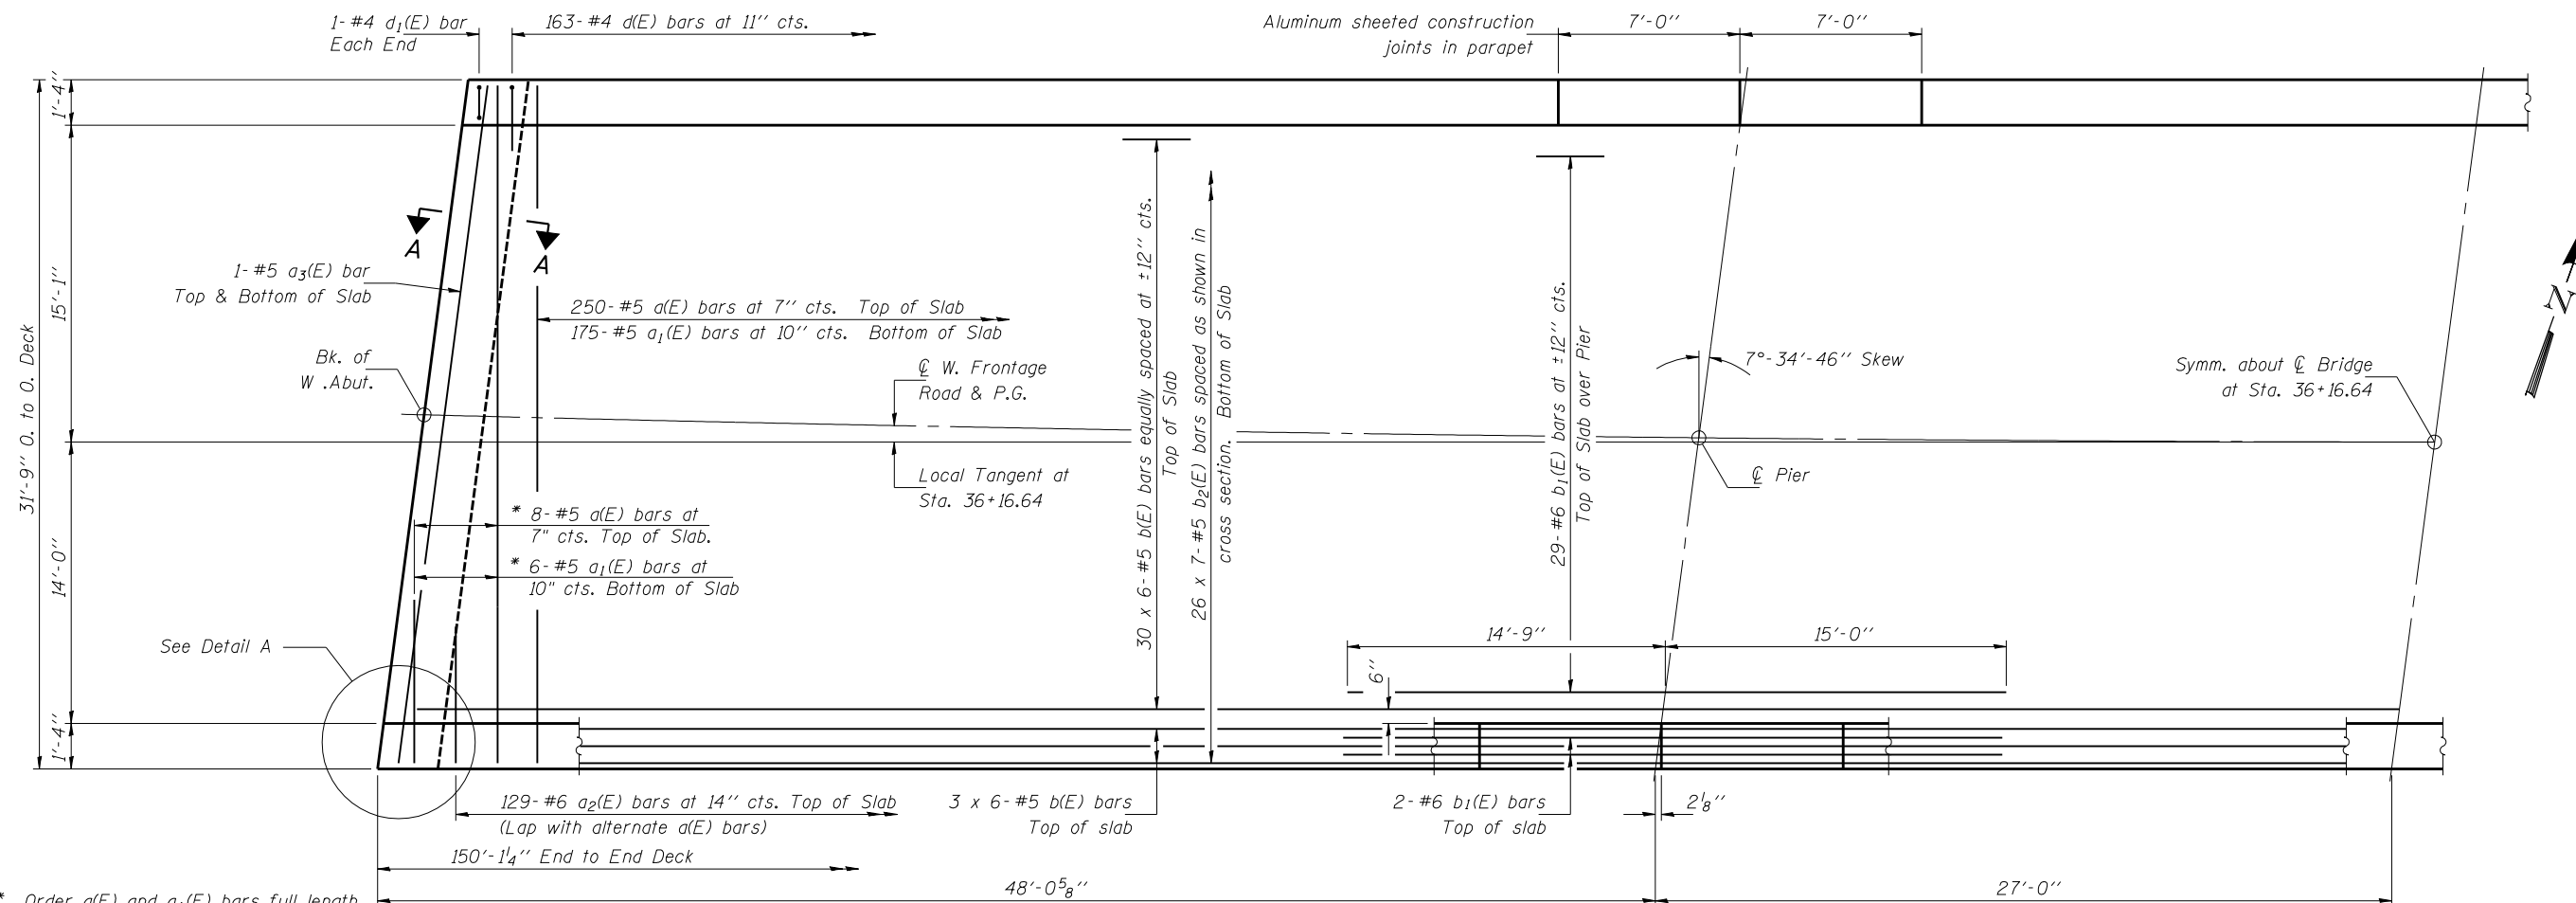 1-#4 d1(E) bar
Each End
163-#4 d(E) bars at 11'' cts.
Aluminum sheeted construction
joints in parapet
7'-0''
7'-0''
1'-4''
15'-1''
31'-9'' O. to O. Deck
14'-0''
1'-4''
A
A
1-#5 a3(E) bar
Top & Bottom of Slab
250-#5 a(E) bars at 7'' cts. Top of Slab
175-#5 a1(E) bars at 10'' cts. Bottom of Slab
Bk. of
W .Abut.
℄ W. Frontage
Road & P.G.
Local Tangent at
Sta. 36+16.64
* 8-#5 a(E) bars at
7" cts. Top of Slab.
* 6-#5 a1(E) bars at
10" cts. Bottom of Slab
30 x 6-#5 b(E) bars equally spaced at ±12'' cts.
Top of Slab
26 x 7-#5 b2(E) bars spaced as shown in
cross section. Bottom of Slab
29-#6 b1(E) bars at ±12'' cts.
Top of Slab over Pier
7°-34'-46'' Skew
Symm. about ℄ Bridge
at Sta. 36+16.64
N
℄ Pier
See Detail A
14'-9''
15'-0''
6''
129-#6 a2(E) bars at 14'' cts. Top of Slab
(Lap with alternate a(E) bars)
3 x 6-#5 b(E) bars
Top of slab
2-#6 b1(E) bars
Top of slab
2 1/8''
150'-1 1/4'' End to End Deck
48'-0 5/8''
27'-0''
* Order a(E) and a1(E) bars full length